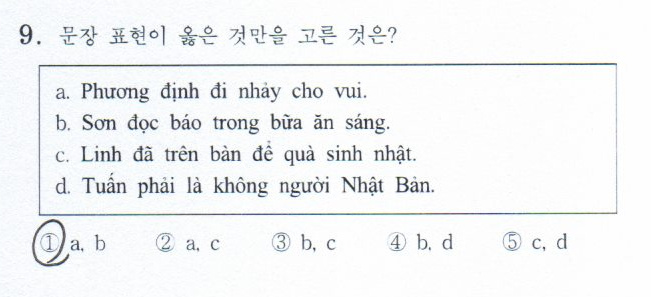 9. 문장 표현이 옳은 것만을 고른 것은?
a. Phương định đi nhảy cho vui.
b. Sơn đọc báo trong bữa ăn sáng.
c. Linh đã trên bàn để quà sinh nhật.
d. Tuấn phải là không người Nhật Bản.
① a, b ② a, c ③ b, c ④ b, d ⑤ c, d